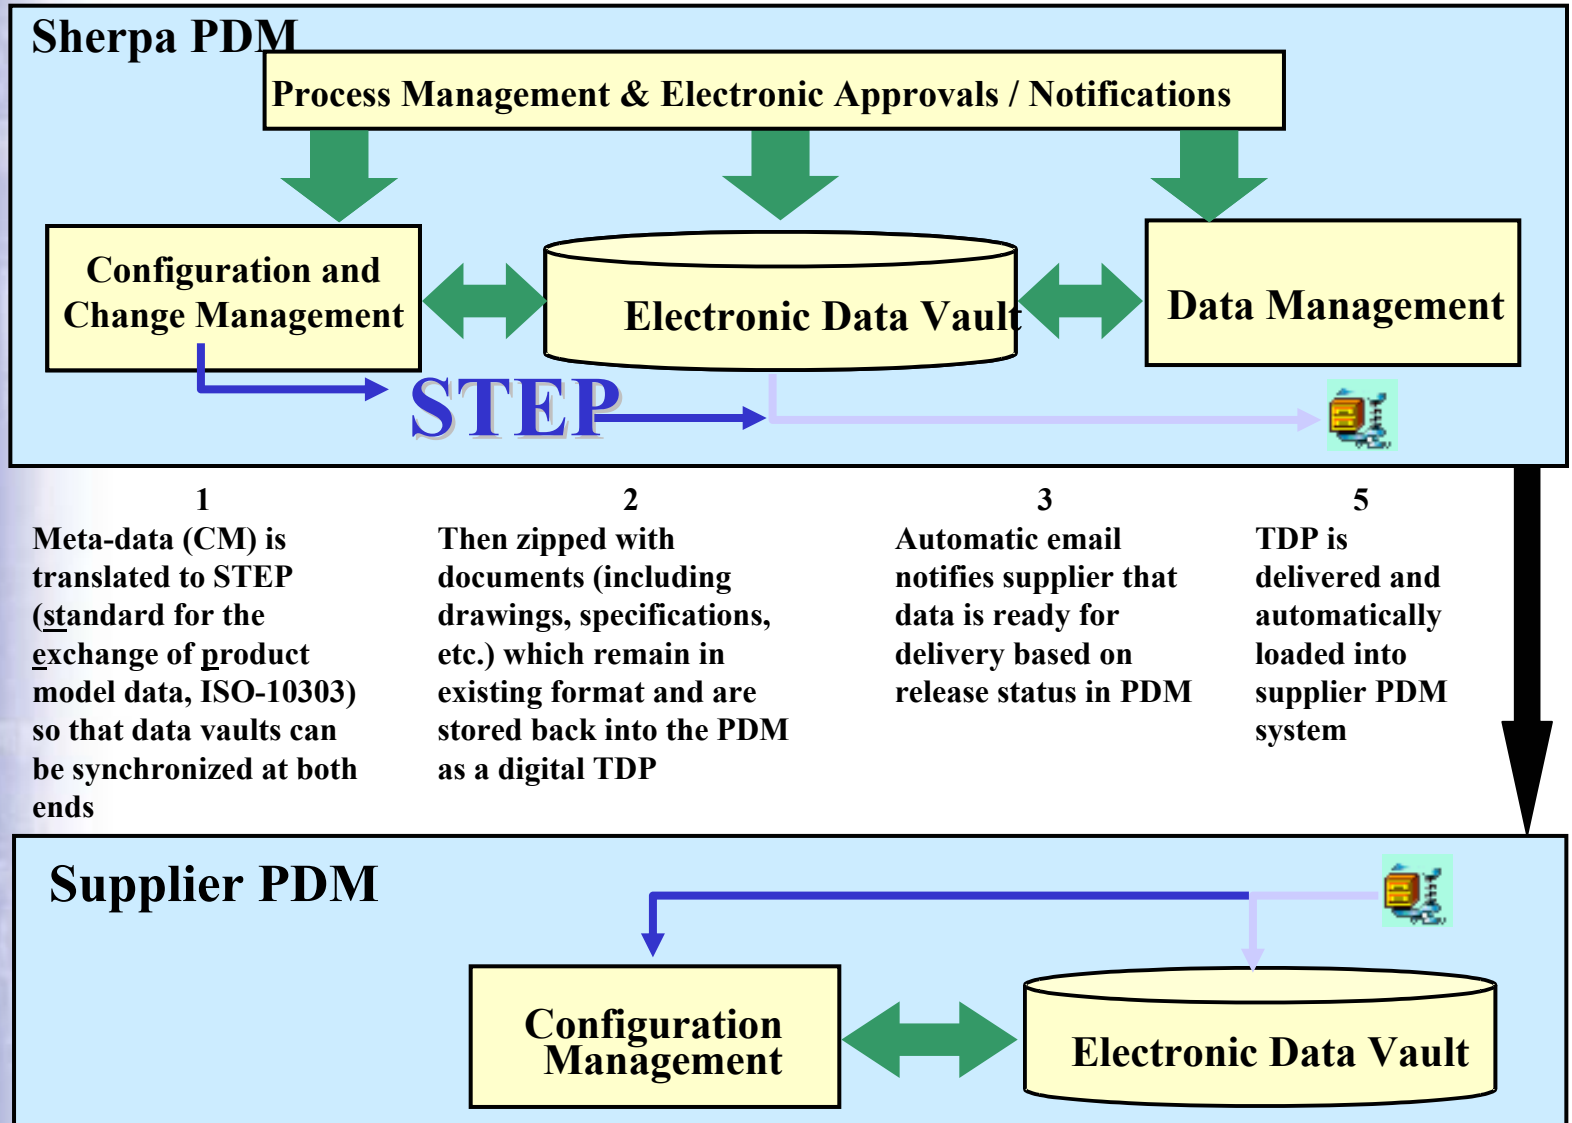 Sherpa PDM
Process Management & Electronic Approvals / Notifications
Configuration and
Change Management
Electronic Data Vault
Data Management
STEP
1
Meta-data (CM) is
translated to STEP
(standard for the
exchange of product
model data, ISO-10303)
so that data vaults can
be synchronized at both
ends
2
Then zipped with
documents (including
drawings, specifications,
etc.) which remain in
existing format and are
stored back into the PDM
as a digital TDP
3
Automatic email
notifies supplier that
data is ready for
delivery based on
release status in PDM
5
TDP is
delivered and
automatically
loaded into
supplier PDM
system
Supplier PDM
Configuration
Management
Electronic Data Vault